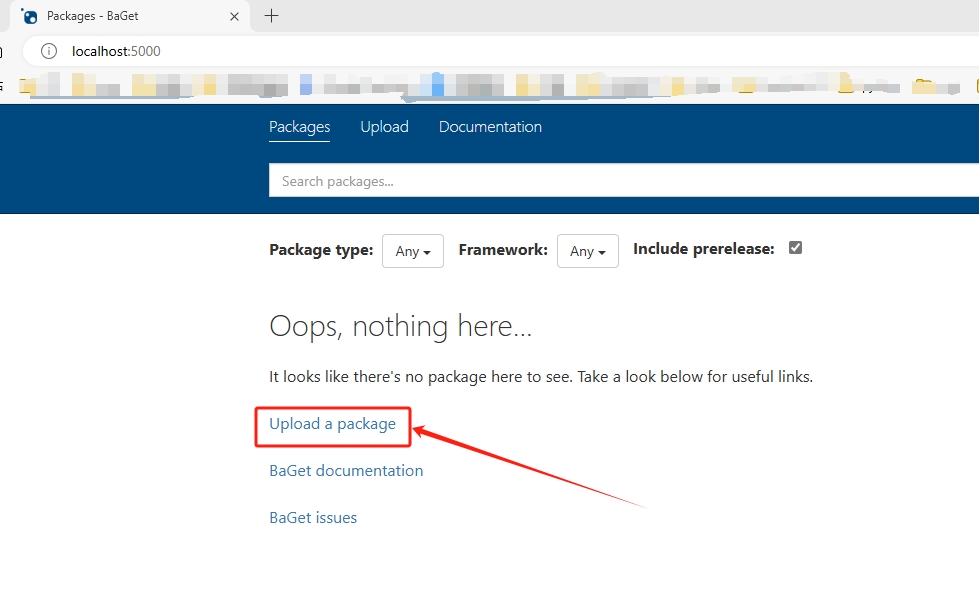 Packages - BaGet
localhost:5000
Packages Upload Documentation
Search packages...
Package type: Any Framework: Any Include prerelease:
Oops, nothing here...
It looks like there's no package here to see. Take a look below for useful links.
Upload a package
BaGet documentation
BaGet issues